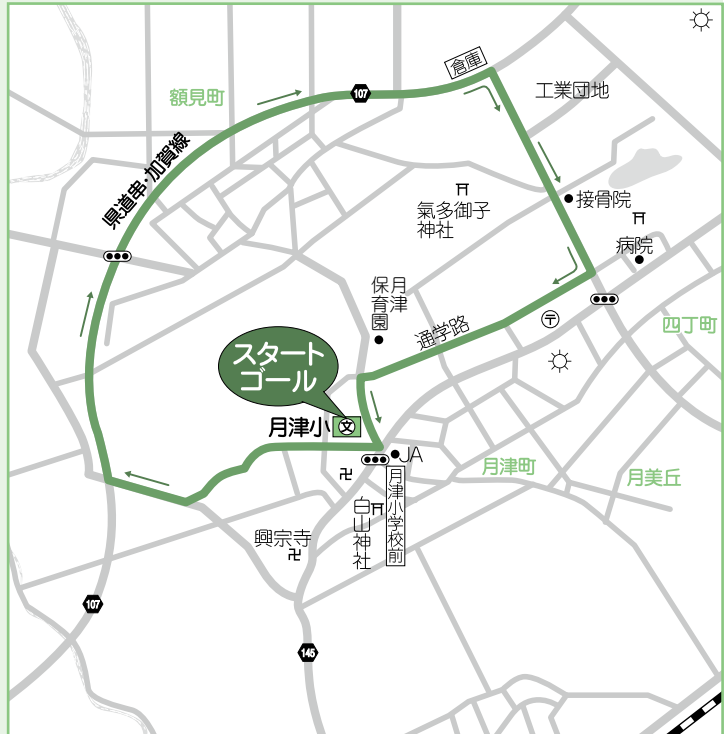 倉庫
工業団地
額見町
107
県道串・加賀線
接骨院
氣多御子
神社
病院
月津
保育園
〒
通学路
四丁町
スタート
ゴール
月津小
文
JA
月津町
月美丘
月津小学校前
白山神社
興宗寺
107
145